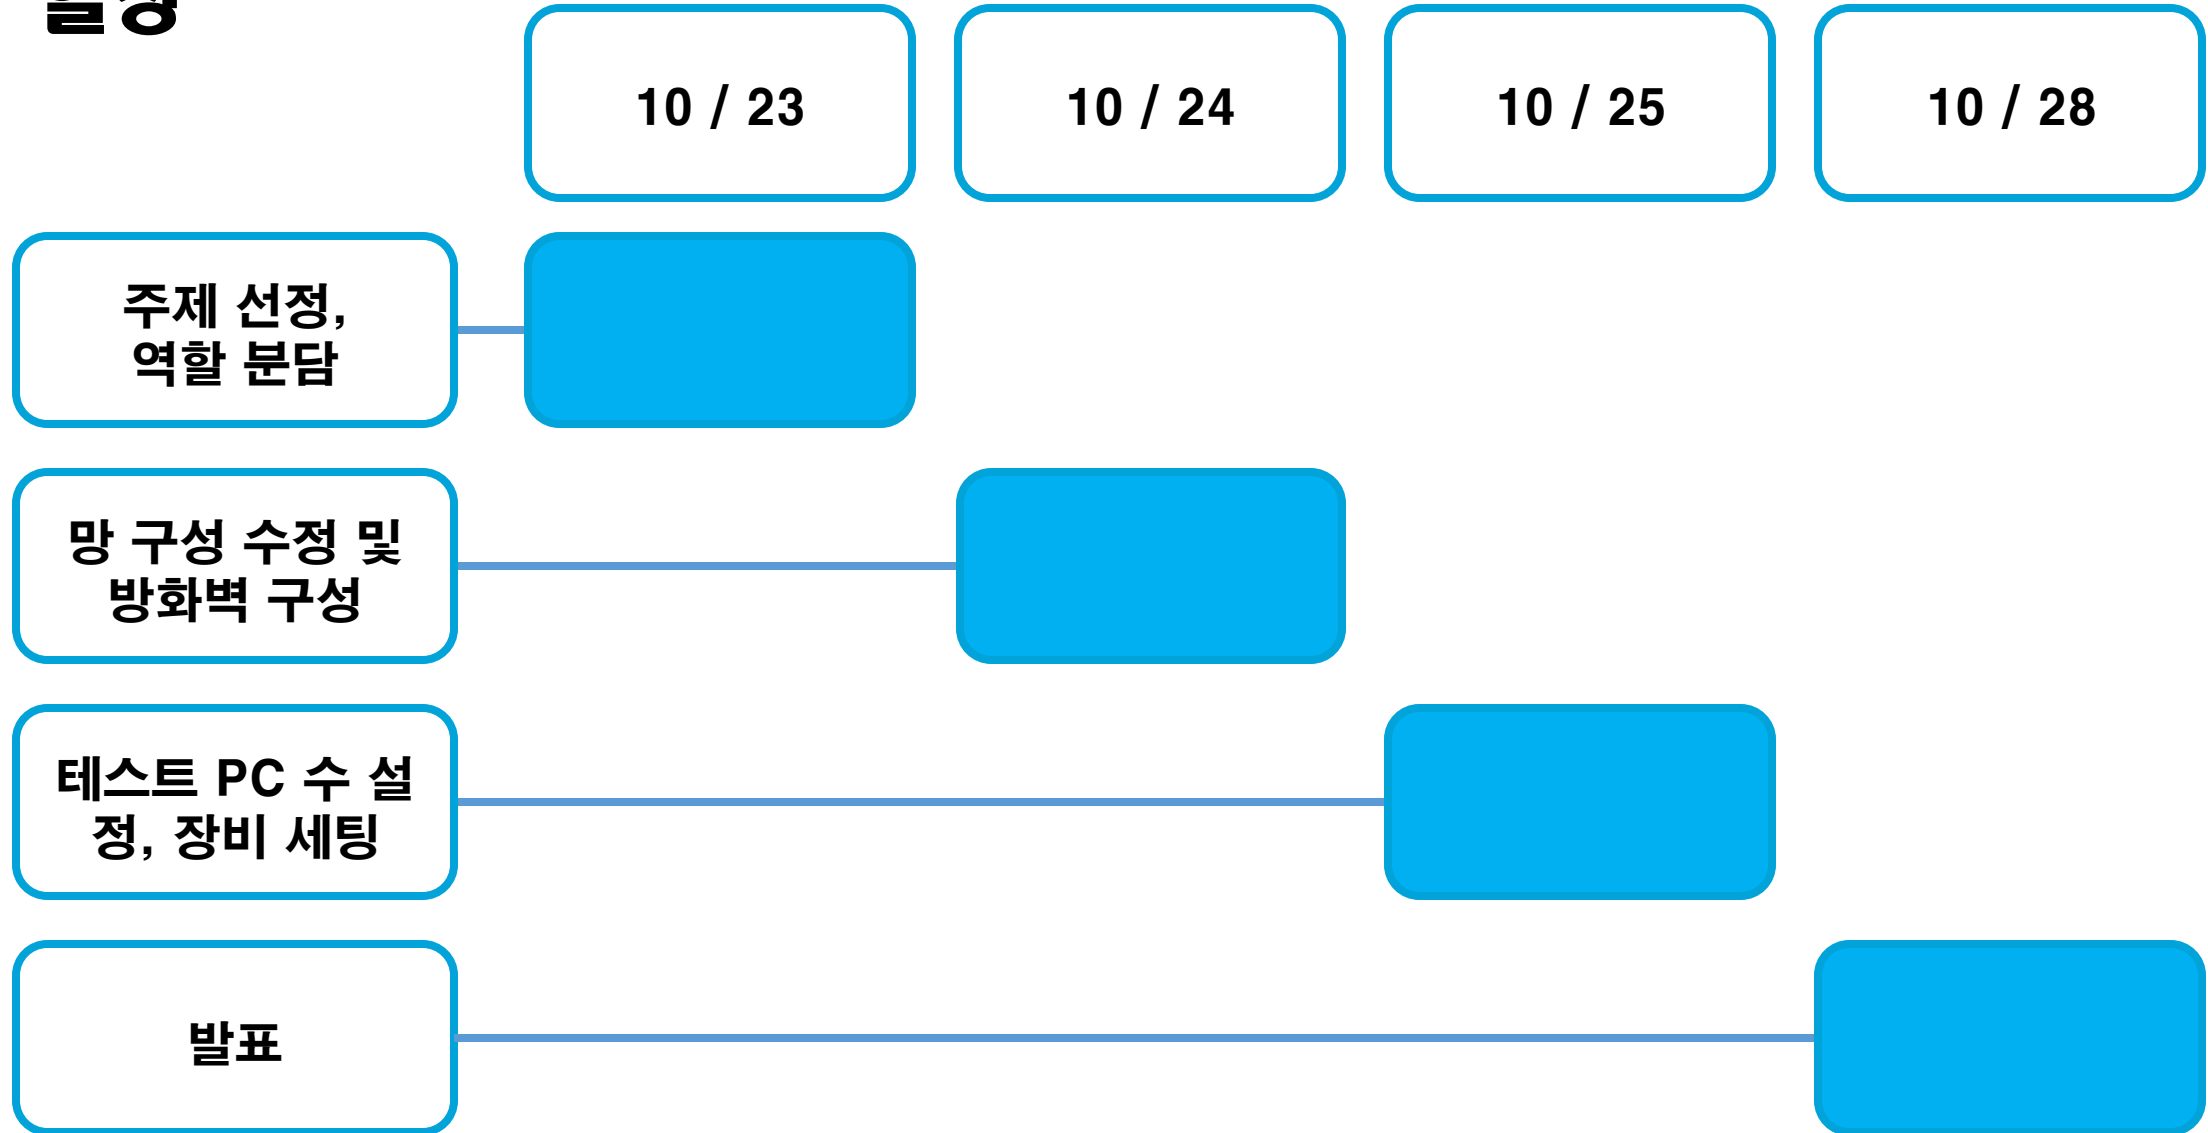 10 / 23
10 / 24
10 / 25
10 / 28
주제 선정,
역할 분담
망 구성 수정 및
방화벽 구성
테스트 PC 수 설
정, 장비 세팅
발표